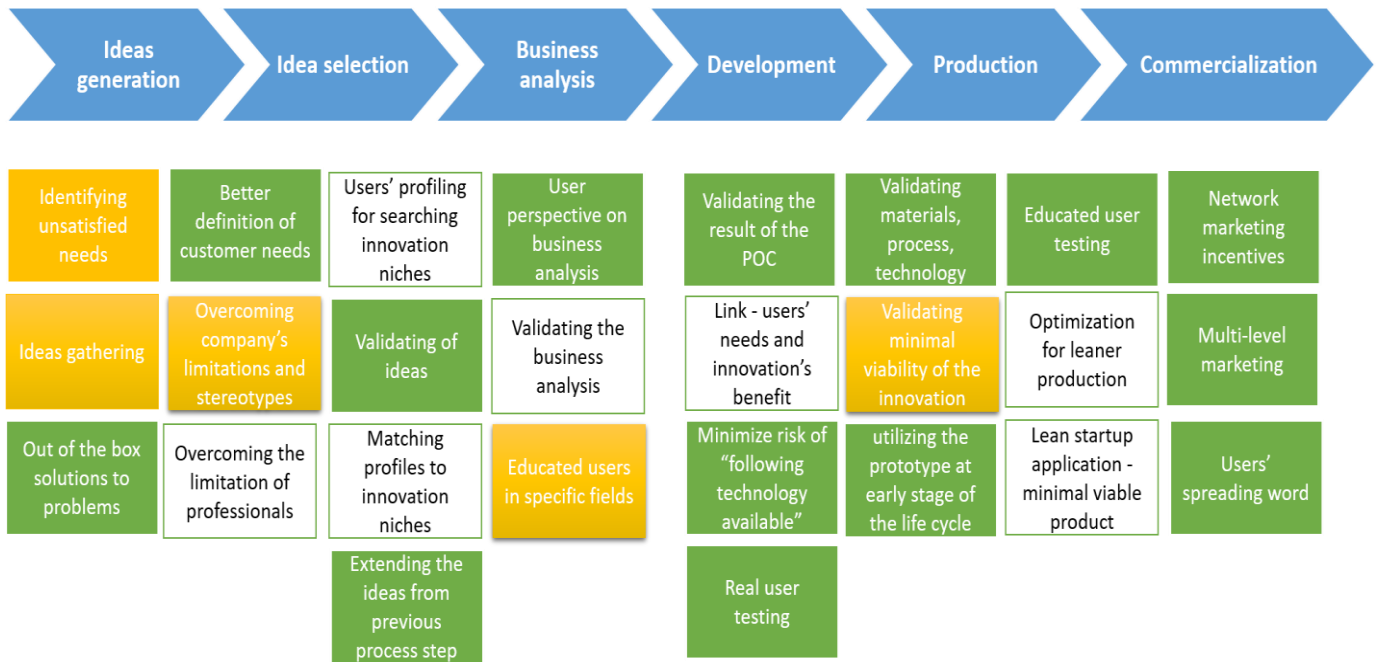 Ideas
generation
Idea selection
Business
analysis
Development
Production
Commercialization
Identifying
unsatisfied
needs
Better
definition of
customer needs
Users’ profiling
for searching
innovation
niches
User
perspective on
business
analysis
Validating the
result of the
POC
Validating
materials,
process,
technology
Educated user
testing
Network
marketing
incentives
Ideas gathering
Overcoming
company’s
limitations and
stereotypes
Validating of
ideas
Validating the
business
analysis
Link - users’
needs and
innovation’s
benefit
Validating
minimal
viability of the
innovation
Optimization
for leaner
production
Multi-level
marketing
Out of the box
solutions to
problems
Overcoming the
limitation of
professionals
Matching
profiles to
innovation
niches
Educated users
in specific fields
Minimize risk of
“following
technology
available”
utilizing the
prototype at
early stage of
the life cycle
Lean startup
application -
minimal viable
product
Users’
spreading word
Extending the
ideas from
previous
process step
Real user
testing